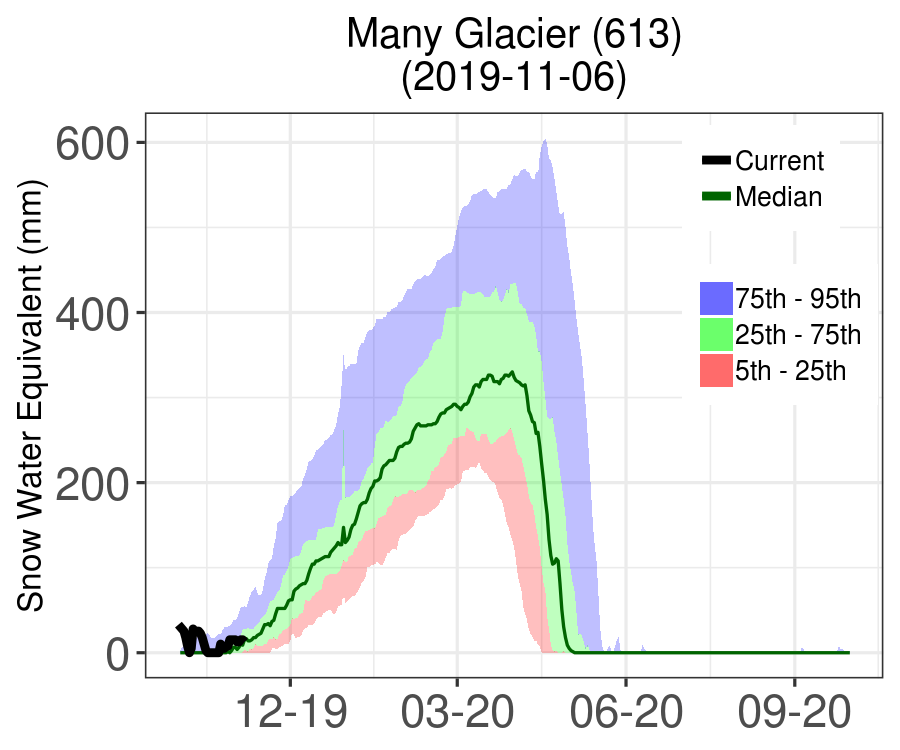 Many Glacier (613)
(2019-11-06)
Snow Water Equivalent (mm)
600
400
200
0
12-19
03-20
06-20
09-20
Current
Median
75th - 95th
25th - 75th
5th - 25th